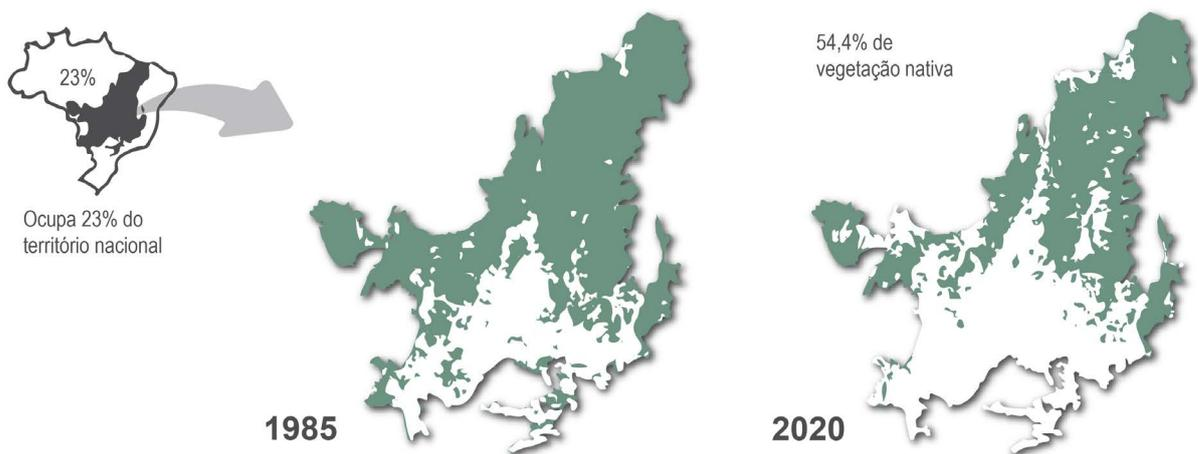 23%
Ocupa 23% do
território nacional
1985
54,4% de
vegetação nativa
2020